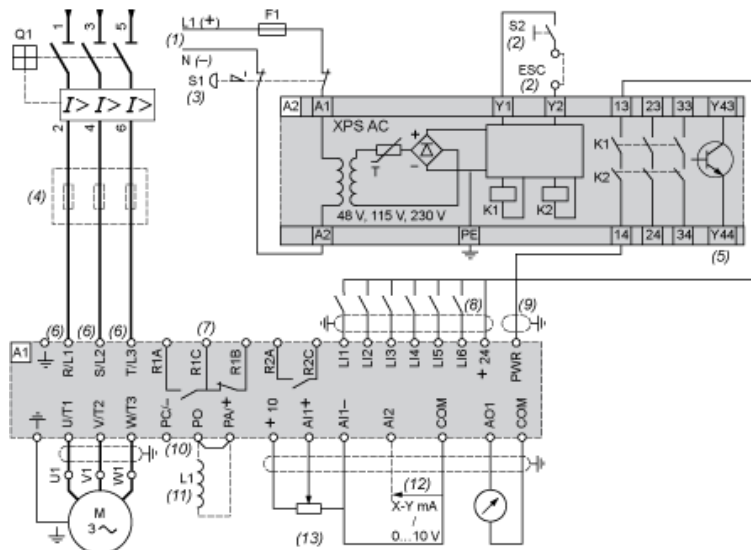 1 3 5
Q1
I> I> I>
2 4 6
(4)
L1 (+) F1
(1)
N (–)
S1
(3)
S2
(2)
ESC
(2)
A2 A1 Y1 Y2 13 23 33 Y43
XPS AC
+
T
–
K1
K2
K1 K2
48 V, 115 V, 230 V
A2 PE 14 24 34 Y44
(5)
(8) (9)
(6) (6) (6) (7)
A1
R/L1 S/L2 T/L3 R1A R1C R1B R2A R2C LI1 LI2 LI3 LI4 LI5 LI6 + 24 PWR
U/T1 V/T2 W/T3 PC/– PO PA/+ + 10 AI1+ AI1– AI2 COM AO1 COM
(10)
U1 V1 W1
L1
(11)
(12)
X-Y mA
/
0...10 V
M
3 ~
(13)